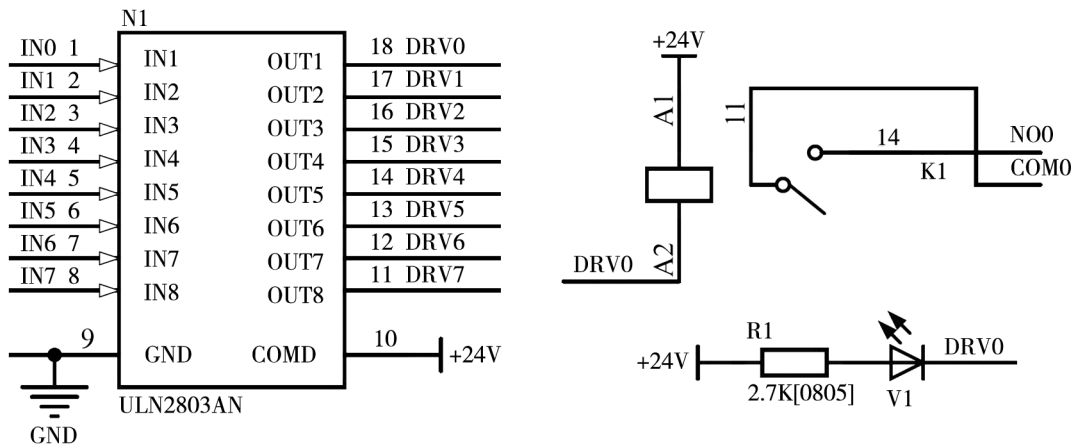 N1
IN0 1 IN1 OUT1 18 DRV0
IN1 2 IN2 OUT2 17 DRV1
IN2 3 IN3 OUT3 16 DRV2
IN3 4 IN4 OUT4 15 DRV3
IN4 5 IN5 OUT5 14 DRV4
IN5 6 IN6 OUT6 13 DRV5
IN6 7 IN7 OUT7 12 DRV6
IN7 8 IN8 OUT8 11 DRV7
9 GND COMD 10 +24V
ULN2803AN
GND
+24V
A1
11
14 NO0
K1 COM0
A2
DRV0
R1
+24V DRV0
2.7K[0805] V1